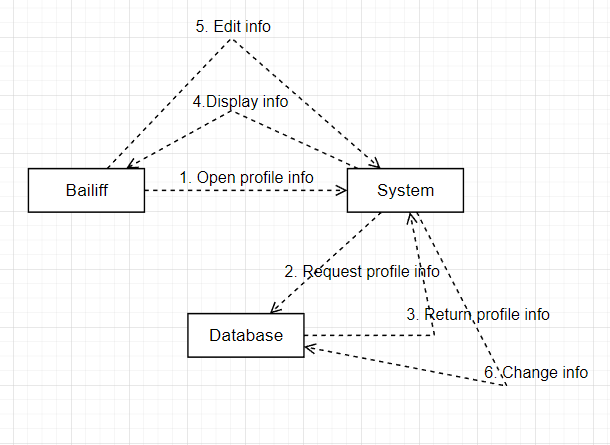 5. Edit info
4.Display info
1. Open profile info
Bailiff
System
2. Request profile info
3. Return profile info
Database
6. Change info